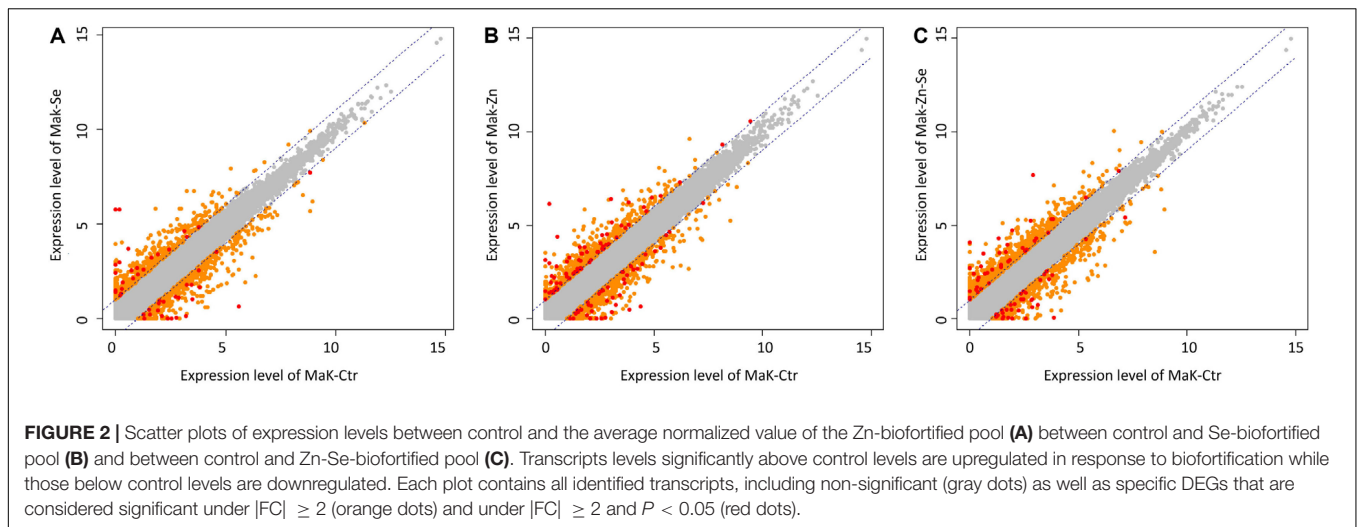 A
B
C
15
10
5
0
Expression level of Mak-Se
0
5
10
15
Expression level of MaK-Ctr
15
10
5
0
Expression level of Mak-Zn
0
5
10
15
Expression level of MaK-Ctr
15
10
5
0
Expression level of Mak-Zn-Se
0
5
10
15
Expression level of MaK-Ctr
FIGURE 2 | Scatter plots of expression levels between control and the average normalized value of the Zn-biofortified pool (A) between control and Se-biofortified
pool (B) and between control and Zn-Se-biofortified pool (C). Transcripts levels significantly above control levels are upregulated in response to biofortification while
those below control levels are downregulated. Each plot contains all identified transcripts, including non-significant (gray dots) as well as specific DEGs that are
considered significant under |FC| ≥ 2 (orange dots) and under |FC| ≥ 2 and P < 0.05 (red dots).